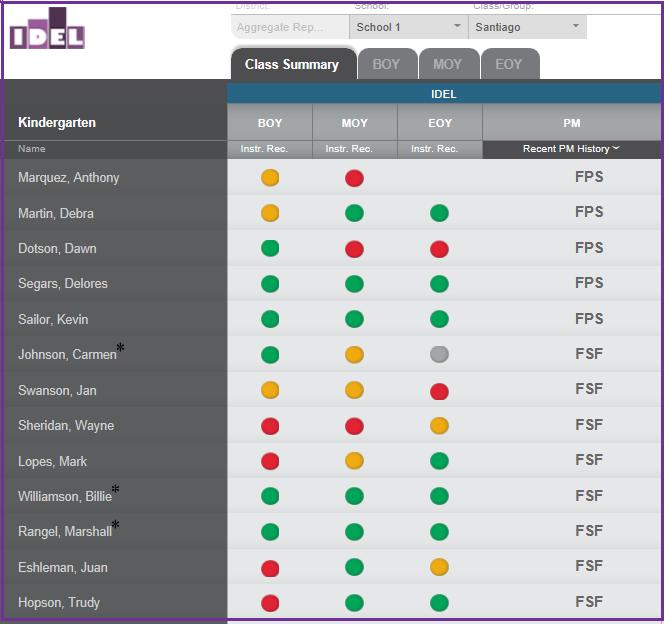 District: School: Class/Group:
IDEL
Aggregate Rep... School 1 Santiago
Class Summary BOY MOY EOY
IDEL
Kindergarten BOY MOY EOY PM
Name Instr. Rec. Instr. Rec. Instr. Rec. Recent PM History
Marquez, Anthony FPS
Martin, Debra FPS
Dotson, Dawn FPS
Segars, Delores FPS
Sailor, Kevin FPS
Johnson, Carmen* FSF
Swanson, Jan FSF
Sheridan, Wayne FSF
Lopes, Mark FSF
Williamson, Billie* FSF
Rangel, Marshall* FSF
Eshleman, Juan FSF
Hopson, Trudy FSF